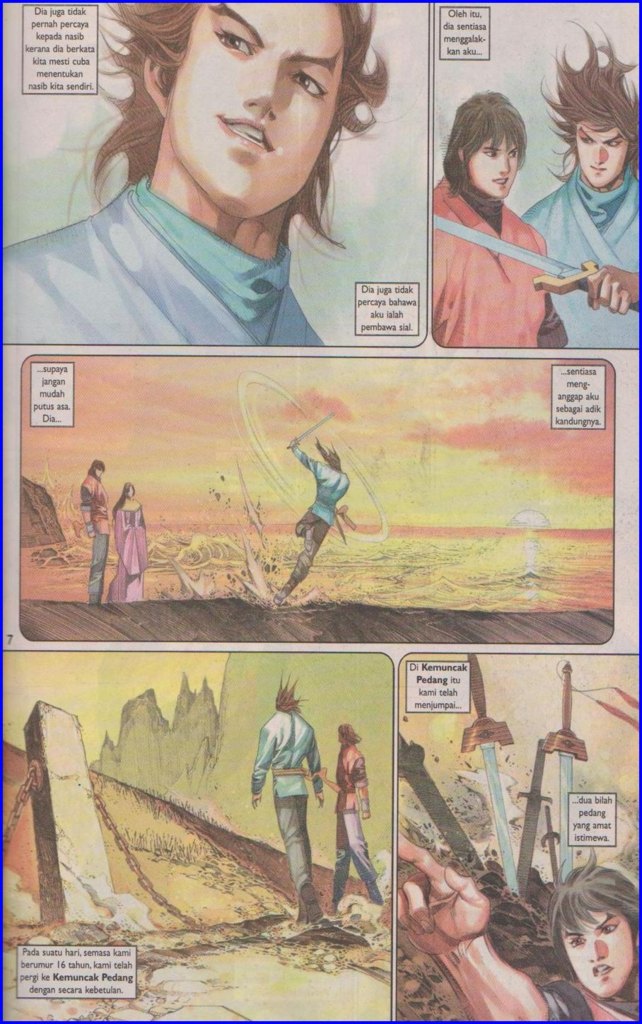 Dia juga tidak
pernah percaya
kepada nasib
kerana dia berkata
kita mesti cuba
menentukan
nasib kita sendiri.
Dia juga tidak
percaya bahawa
aku ialah
pembawa sial.
Oleh itu,
dia sentiasa
menggalak-
kan aku...
...supaya
jangan
mudah
putus asa.
Dia...
...sentiasa
meng-
anggap aku
sebagai adik
kandungnya.
7
Pada suatu hari, semasa kami
berumur 16 tahun, kami telah
pergi ke Kemuncak Pedang
dengan secara kebetulan.
Di Kemuncak
Pedang itu
kami telah
menjumpai...
...dua bilah
pedang
yang amat
istimewa.